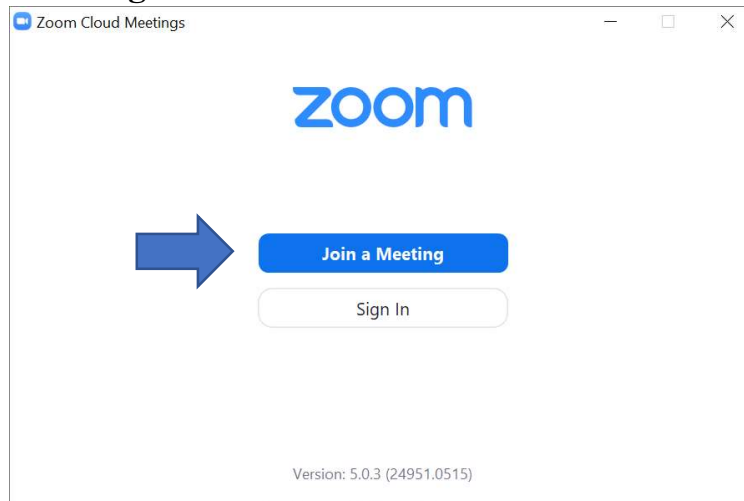 Zoom Cloud Meetings
zoom
Join a Meeting
Sign In
Version: 5.0.3 (24951.0515)